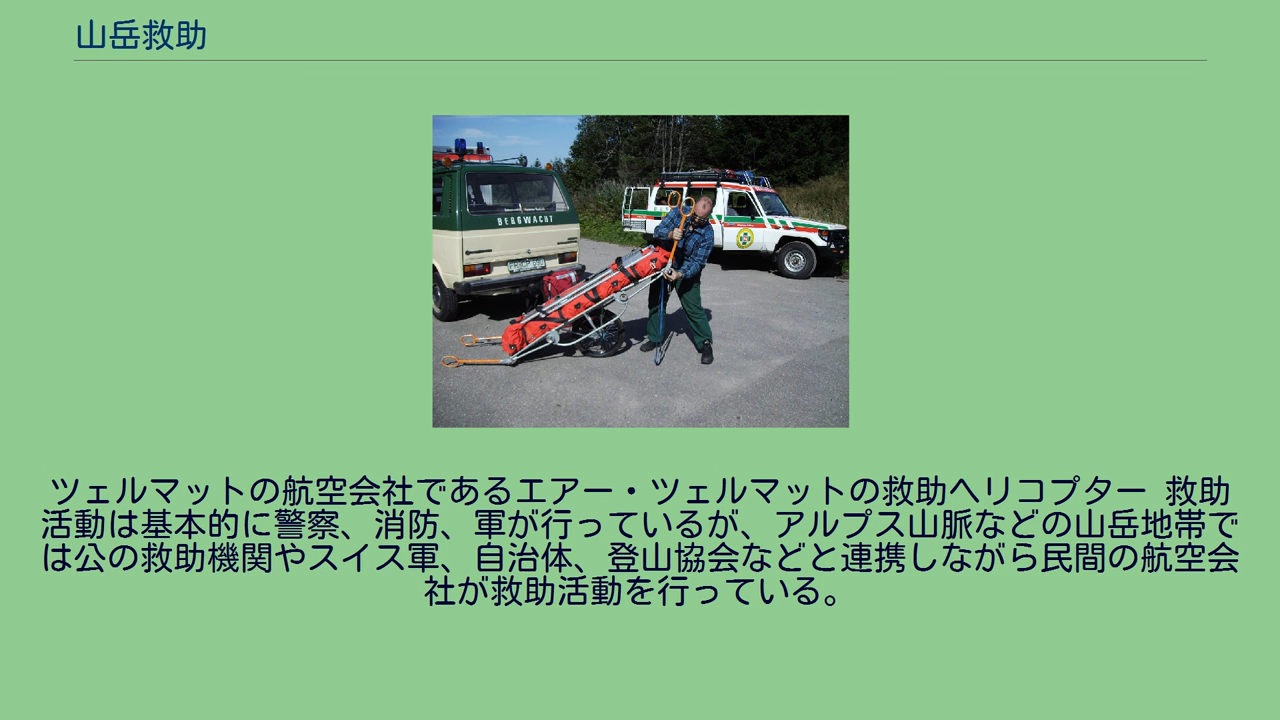 山岳救助
BERGWACHT
ツェルマットの航空会社であるエアー・ツェルマットの救助ヘリコプター 救助
活動は基本的に警察、消防、軍が行っているが、アルプス山脈などの山岳地帯で
は公の救助機関やスイス軍、自治体、登山協会などと連携しながら民間の航空会
社が救助活動を行っている。